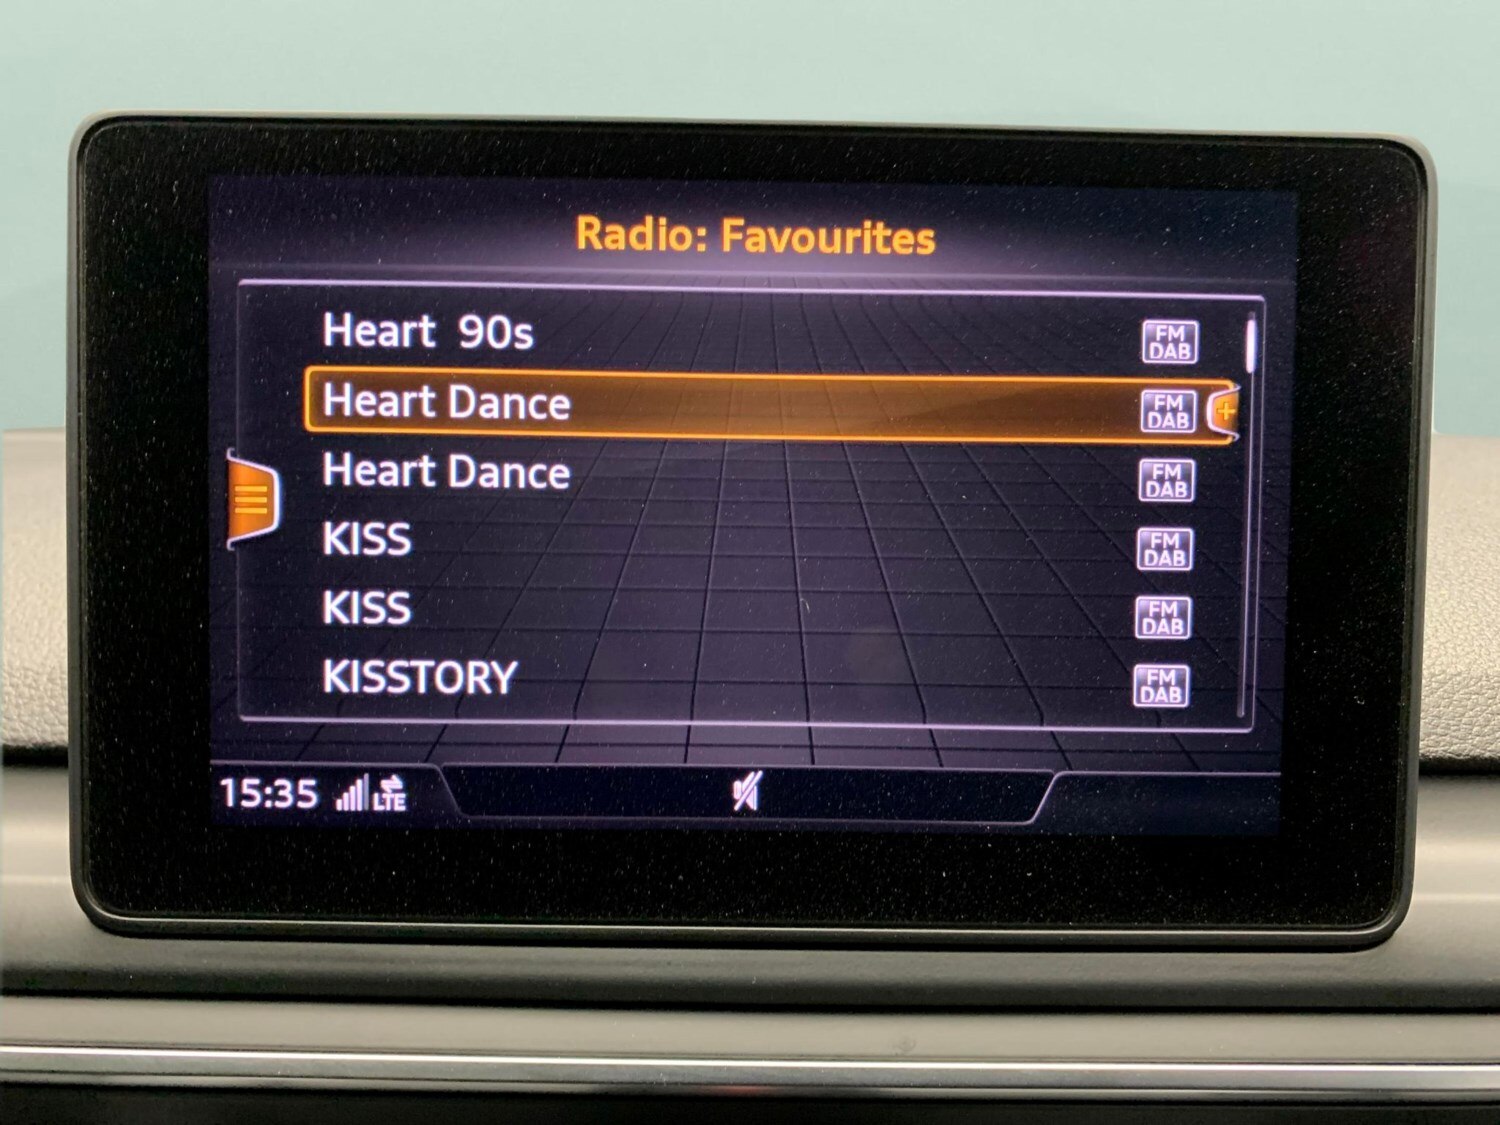 Radio: Favourites
Heart  90s
FM
DAB
Heart Dance
FM
DAB
+
Heart Dance
FM
DAB
KISS
FM
DAB
KISS
FM
DAB
KISSTORY
FM
DAB
15:35 LTE